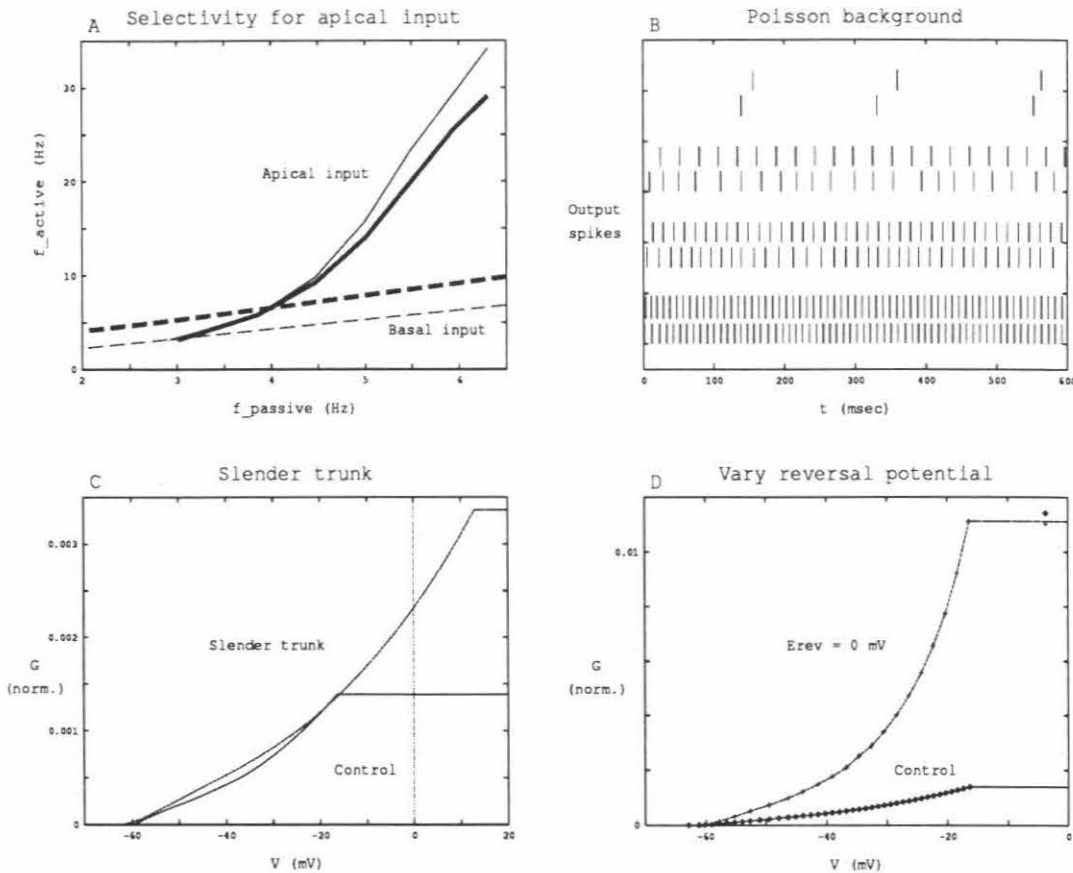 A Selectivity for apical input
30
20
10
0
f_active (Hz)
Apical input
Basal input
2 3 4 5 6
f_passive (Hz)
B Poisson background
Output
spikes
0 100 200 300 400 500 600
t (msec)
C Slender trunk
0.003
0.002
0.001
0
G
(norm.)
Slender trunk
Control
-60 -40 -20 0 20
V (mV)
D Vary reversal potential
0.01
0
G
(norm.)
Erev = 0 mV
Control
-60 -40 -20 0
V (mV)